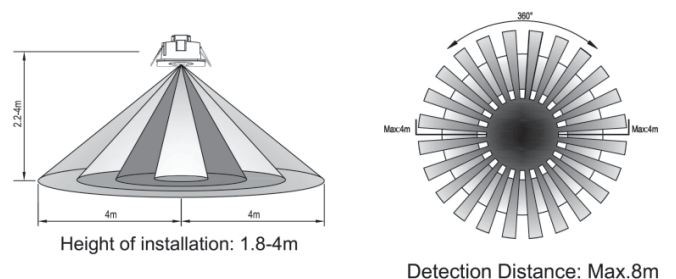 360°
2.2-4m
Max:4m
Max:4m
4m
4m
Height of installation: 1.8-4m
Detection Distance: Max.8m